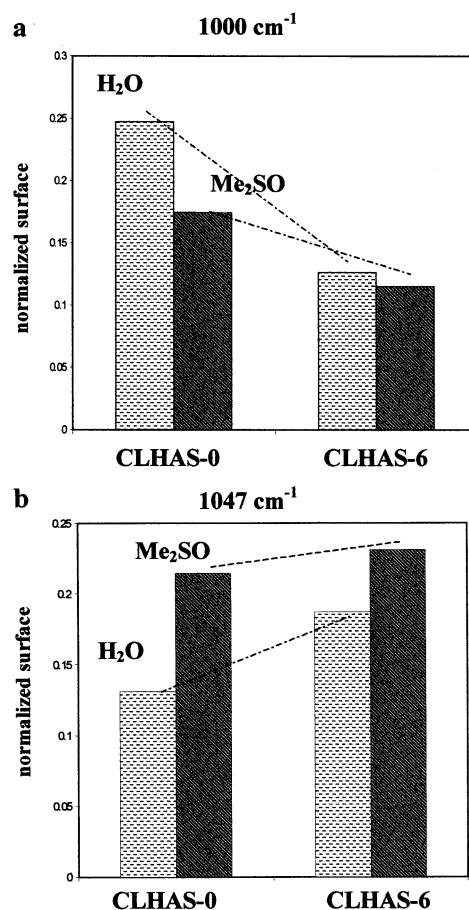 a
1000 cm⁻¹
0.3
0.25
0.2
0.15
0.1
0.05
0
normalized surface
H₂O
Me₂SO
CLHAS-0 CLHAS-6
b
1047 cm⁻¹
0.25
0.2
0.15
0.1
0.05
0
normalized surface
Me₂SO
H₂O
CLHAS-0 CLHAS-6